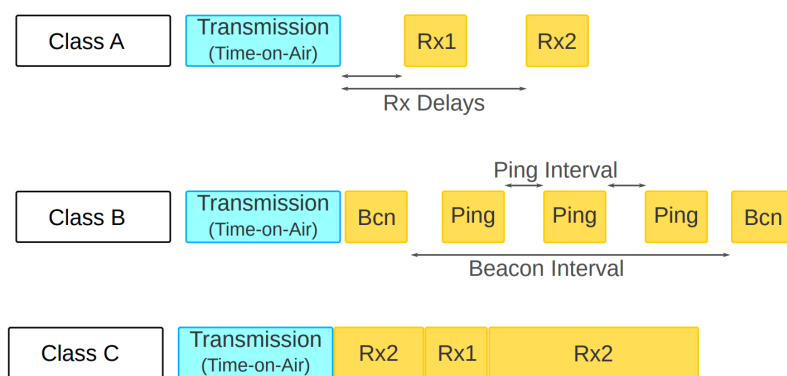 Class A
Transmission
(Time-on-Air)
Rx1
Rx2
Rx Delays
Ping Interval
Class B
Transmission
(Time-on-Air)
Bcn
Ping
Ping
Ping
Bcn
Beacon Interval
Class C
Transmission
(Time-on-Air)
Rx2
Rx1
Rx2